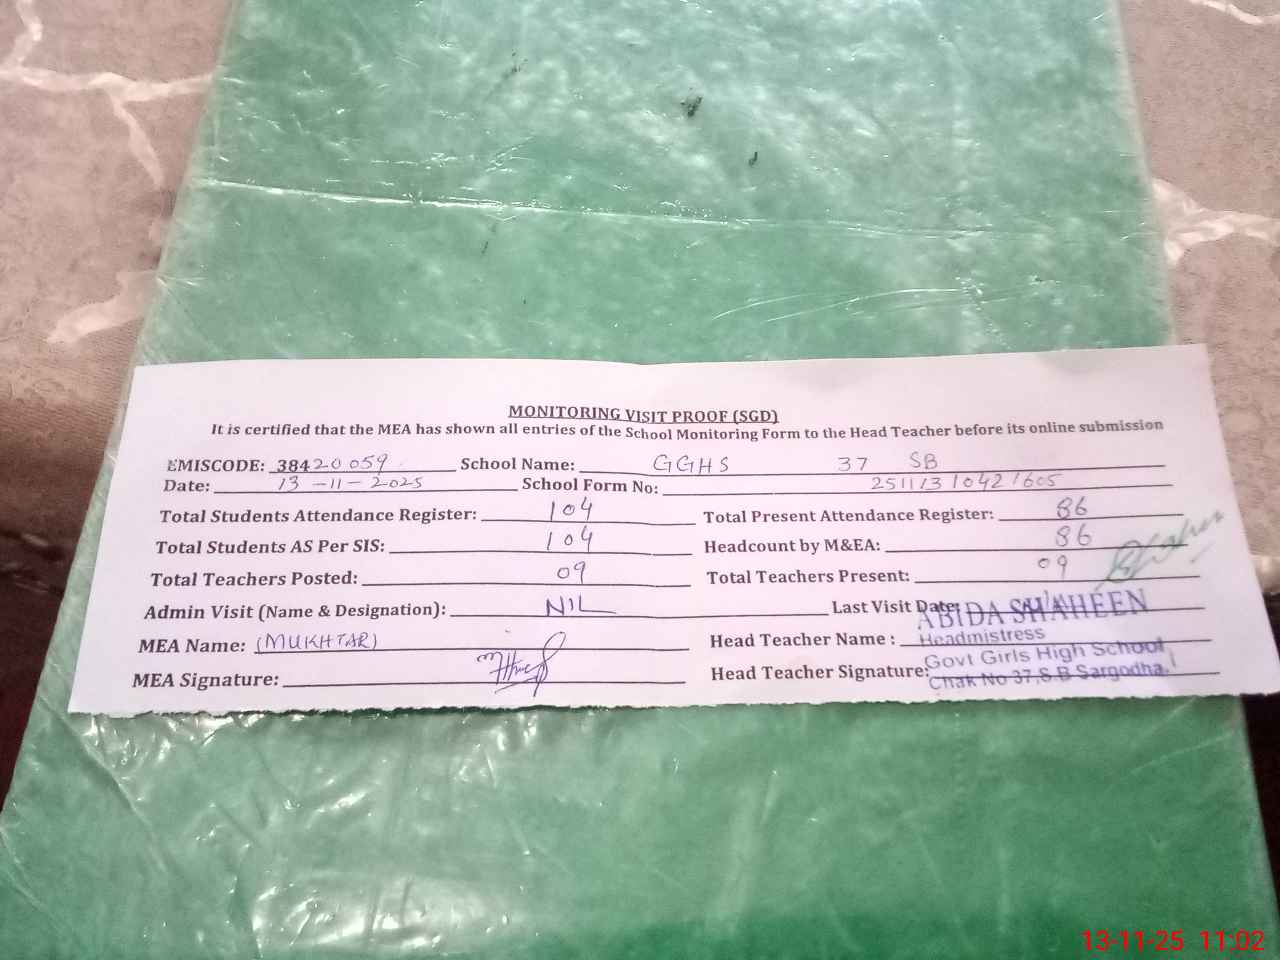 MONITORING VISIT PROOF (SGD)
It is certified that the MEA has shown all entries of the School Monitoring Form to the Head Teacher before its online submission
EMISCODE: 38420059 School Name: GGHS 37 SB
Date: 13-11-2025 School Form No: 251113/042/605
Total Students Attendance Register: 104 Total Present Attendance Register: 86
Total Students AS Per SIS: 104 Headcount by M&EA: 86
Total Teachers Posted: 09 Total Teachers Present: 09
Admin Visit (Name & Designation): NIL Last Visit Date:
ABIDA SHAHEEN
MEA Name: (MUKHTAR) Head Teacher Name : Headmistress
MEA Signature: Head Teacher Signature: Govt Girls High School
Chak No 37,S.B Sargodha.
13-11-25 11:02